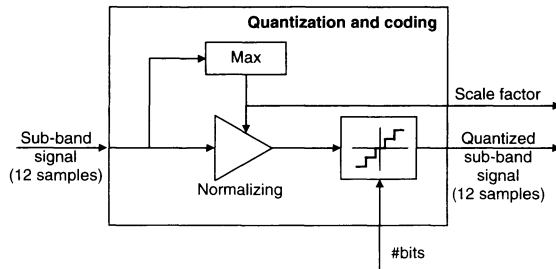 Quantization and coding
Max
Scale factor
Sub-band
signal
(12 samples)
Normalizing
Quantized
sub-band
signal
(12 samples)
#bits